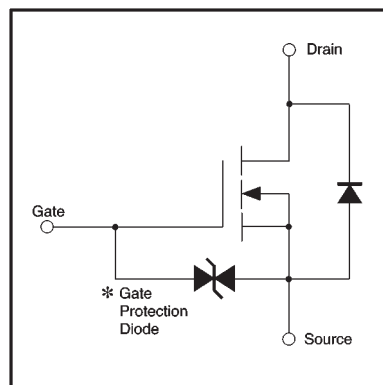 Drain
Gate
* Gate
Protection
Diode
Source